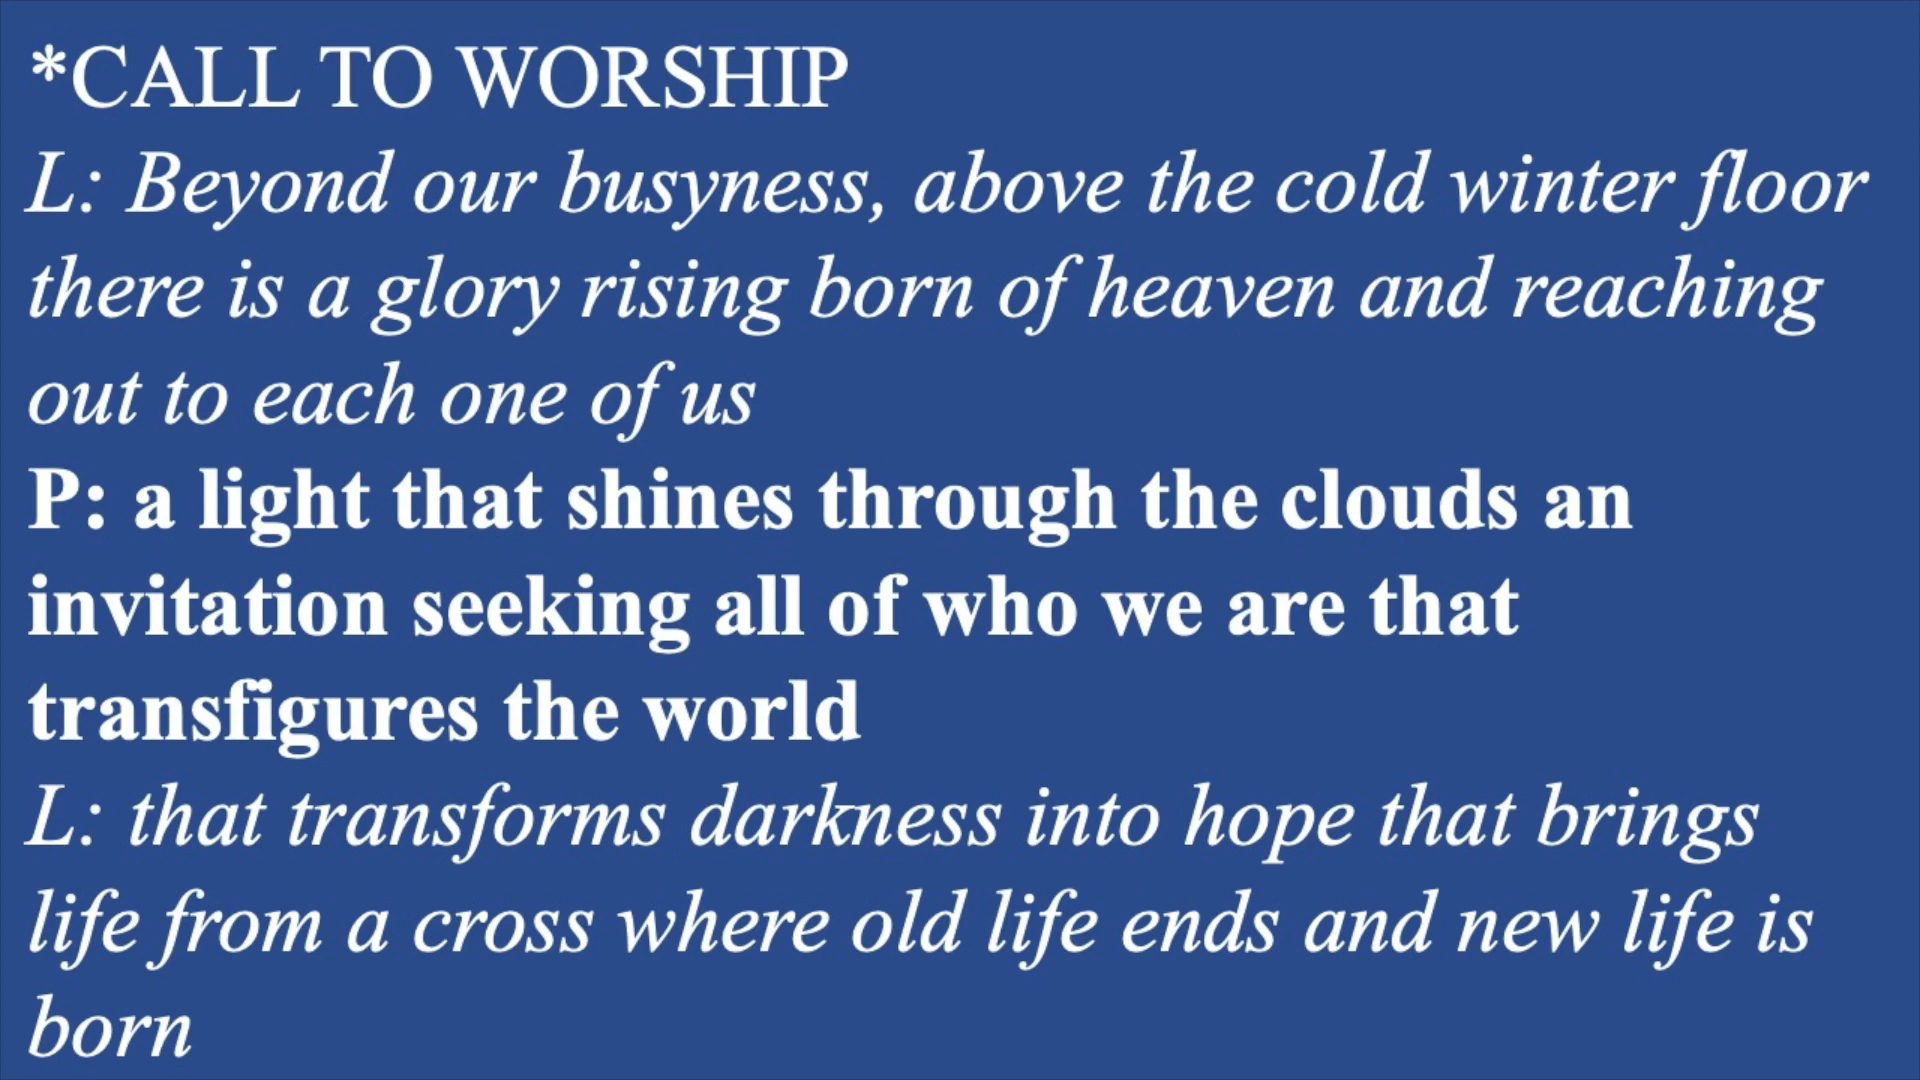 *CALL TO WORSHIP
L: Beyond our busyness, above the cold winter floor
there is a glory rising born of heaven and reaching
out to each one of us
P: a light that shines through the clouds an
invitation seeking all of who we are that
transfigures the world
L: that transforms darkness into hope that brings
life from a cross where old life ends and new life is
born